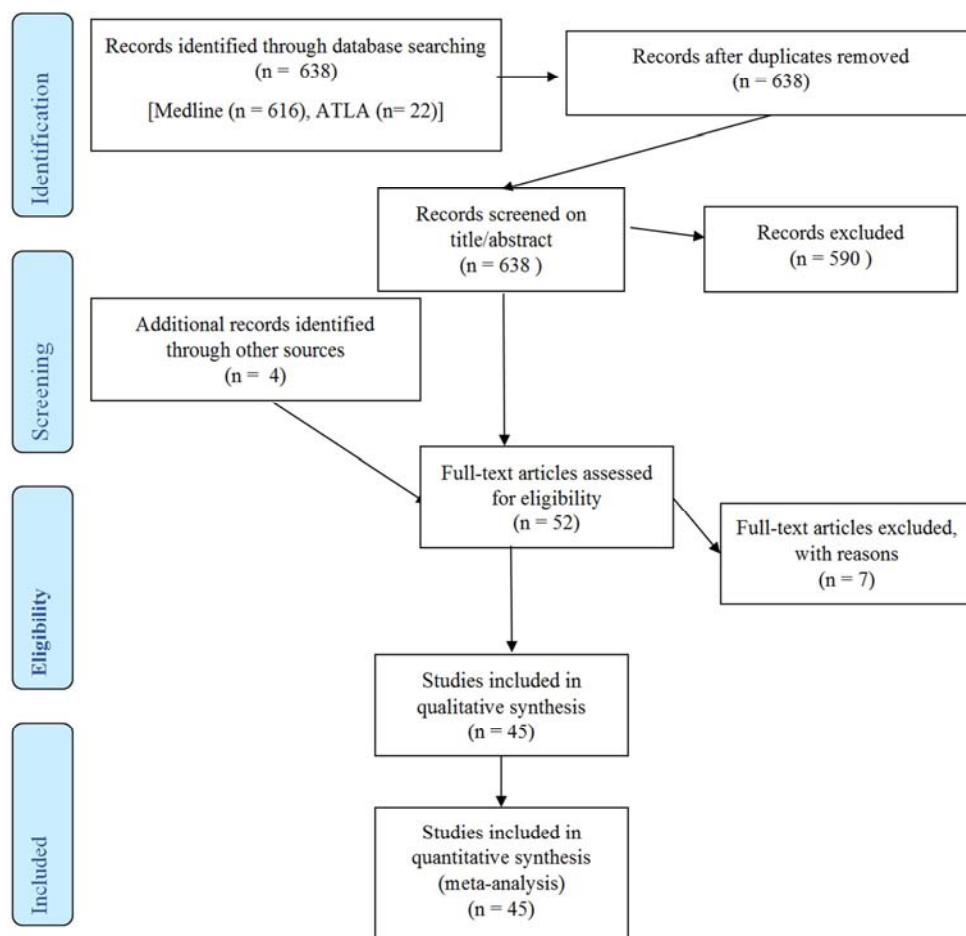 Identification
Records identified through database searching
(n = 638)
[Medline (n = 616), ATLA (n= 22)]
Records after duplicates removed
(n = 638)
Records screened on
title/abstract
(n = 638 )
Records excluded
(n = 590 )
Screening
Additional records identified
through other sources
(n = 4)
Full-text articles assessed
for eligibility
(n = 52)
Full-text articles excluded,
with reasons
(n = 7)
Eligibility
Studies included in
qualitative synthesis
(n = 45)
Included
Studies included in
quantitative synthesis
(meta-analysis)
(n = 45)